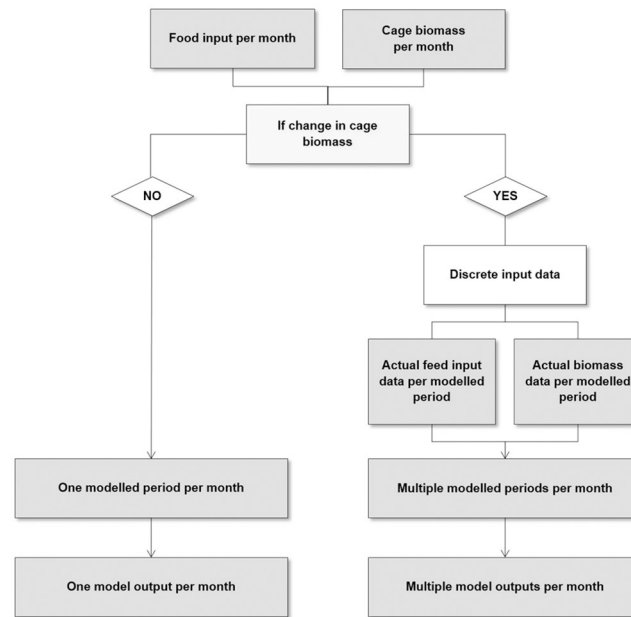 Food input per month
Cage biomass
per month
If change in cage
biomass
NO
YES
Discrete input data
Actual feed input
data per modelled
period
Actual biomass
data per modelled
period
One modelled period per month
Multiple modelled periods per month
One model output per month
Multiple model outputs per month